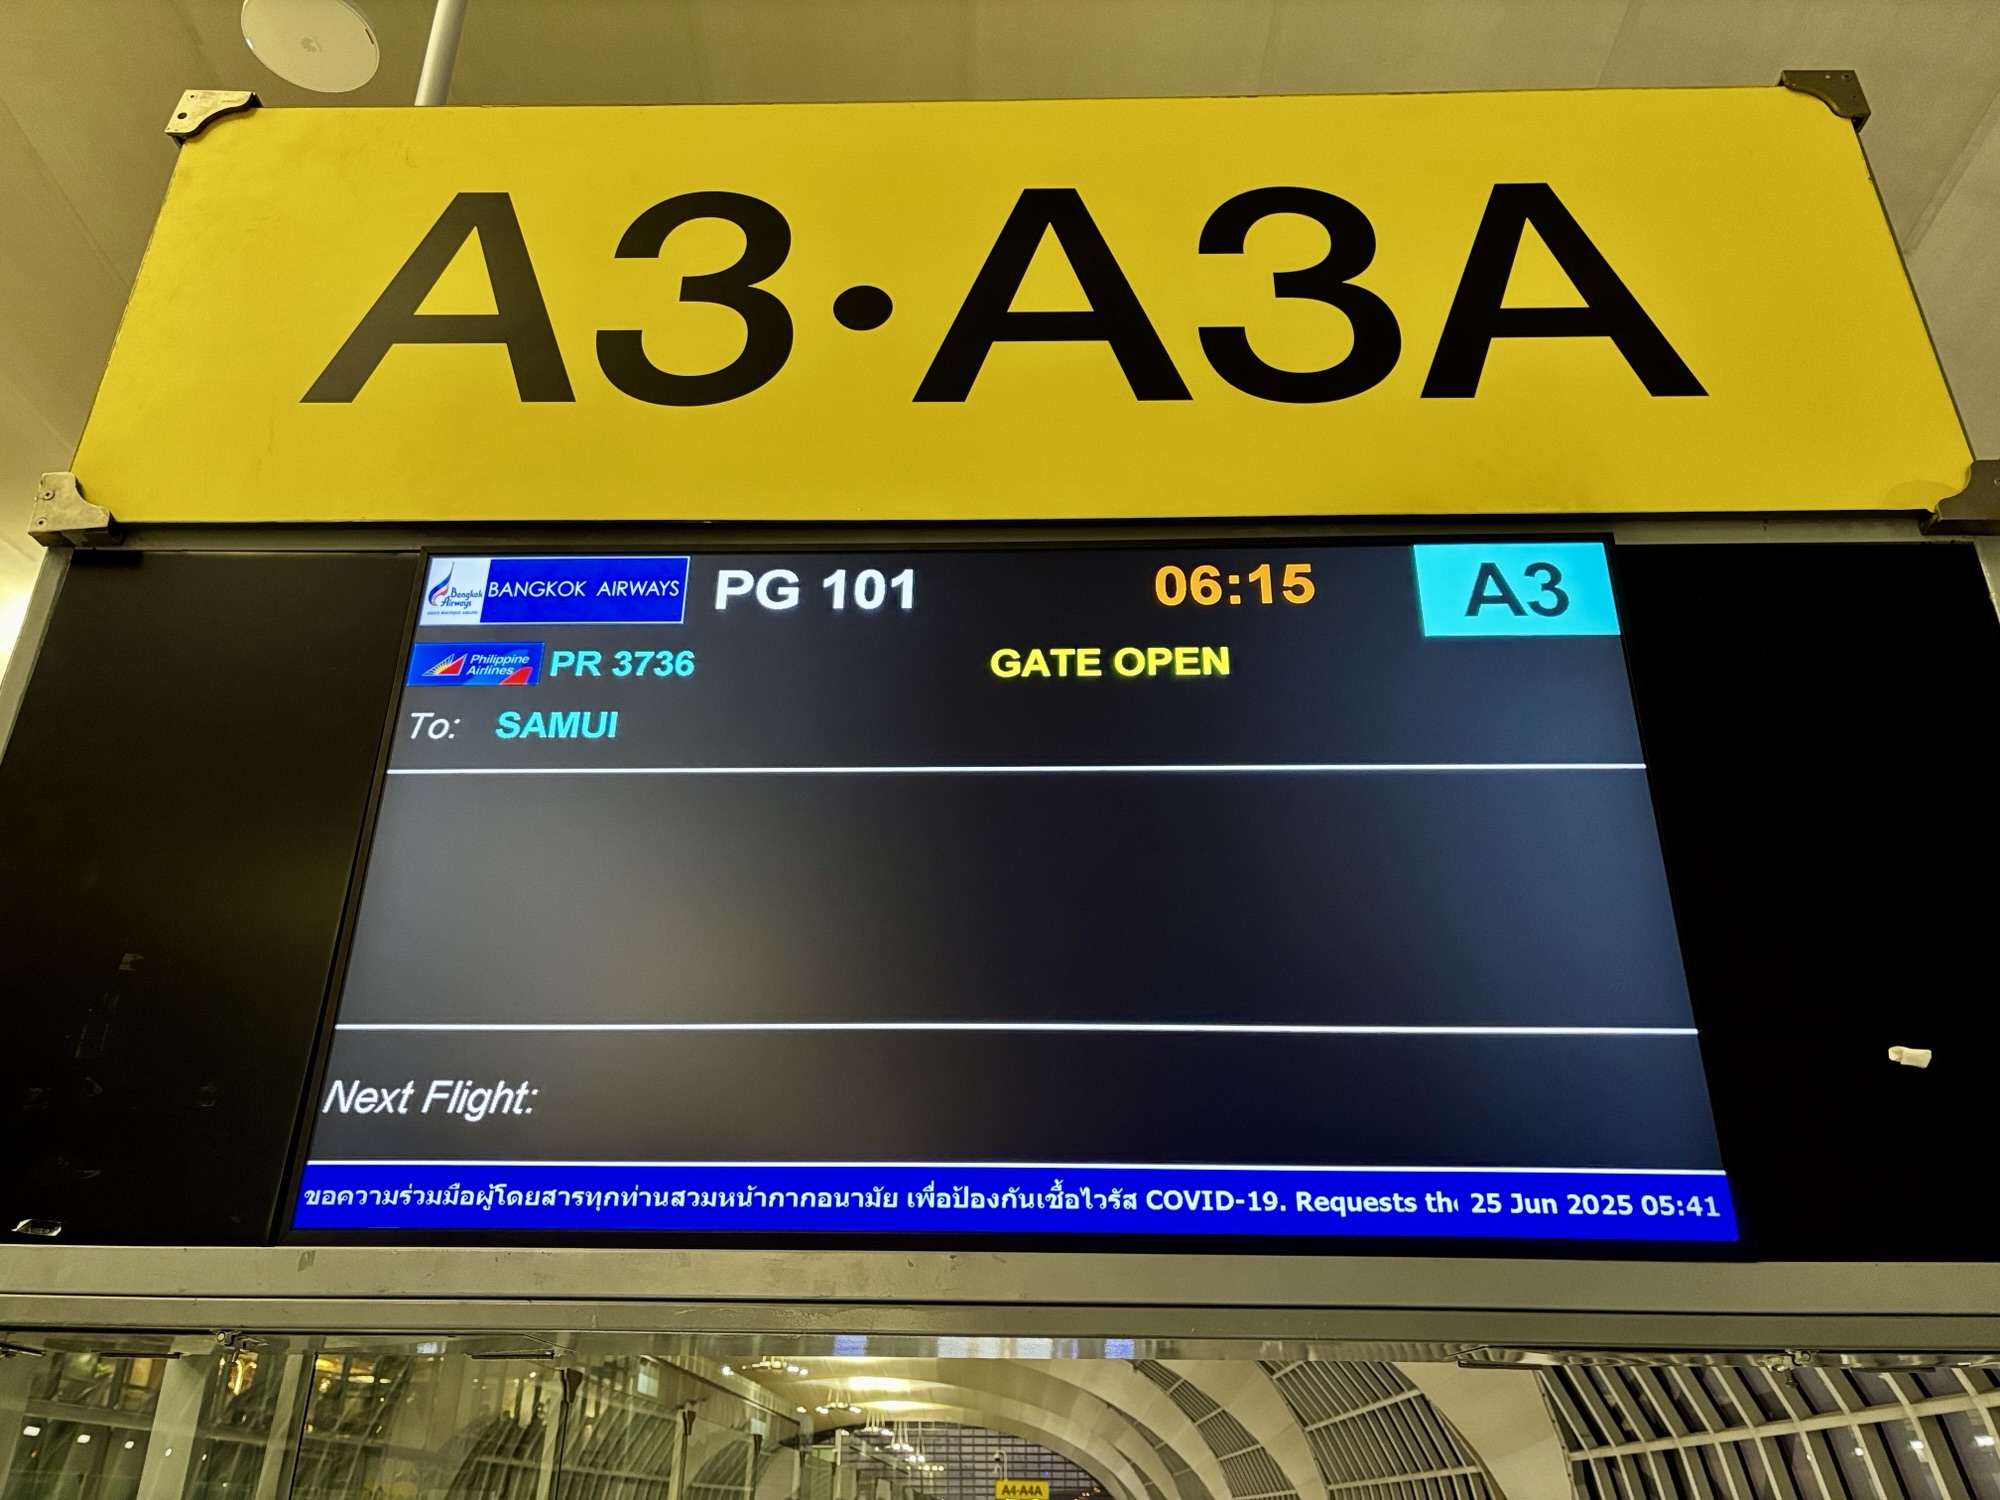 A3•A3A
Bangkok Airways BANGKOK AIRWAYS PG 101 06:15 A3
Philippine Airlines PR 3736 GATE OPEN
To: SAMUI
Next Flight:
ขอความร่วมมือผู้โดยสารทุกท่านสวมหน้ากากอนามัย เพื่อป้องกันเชื้อไวรัส COVID-19. Requests the 25 Jun 2025 05:41
A4•A4A